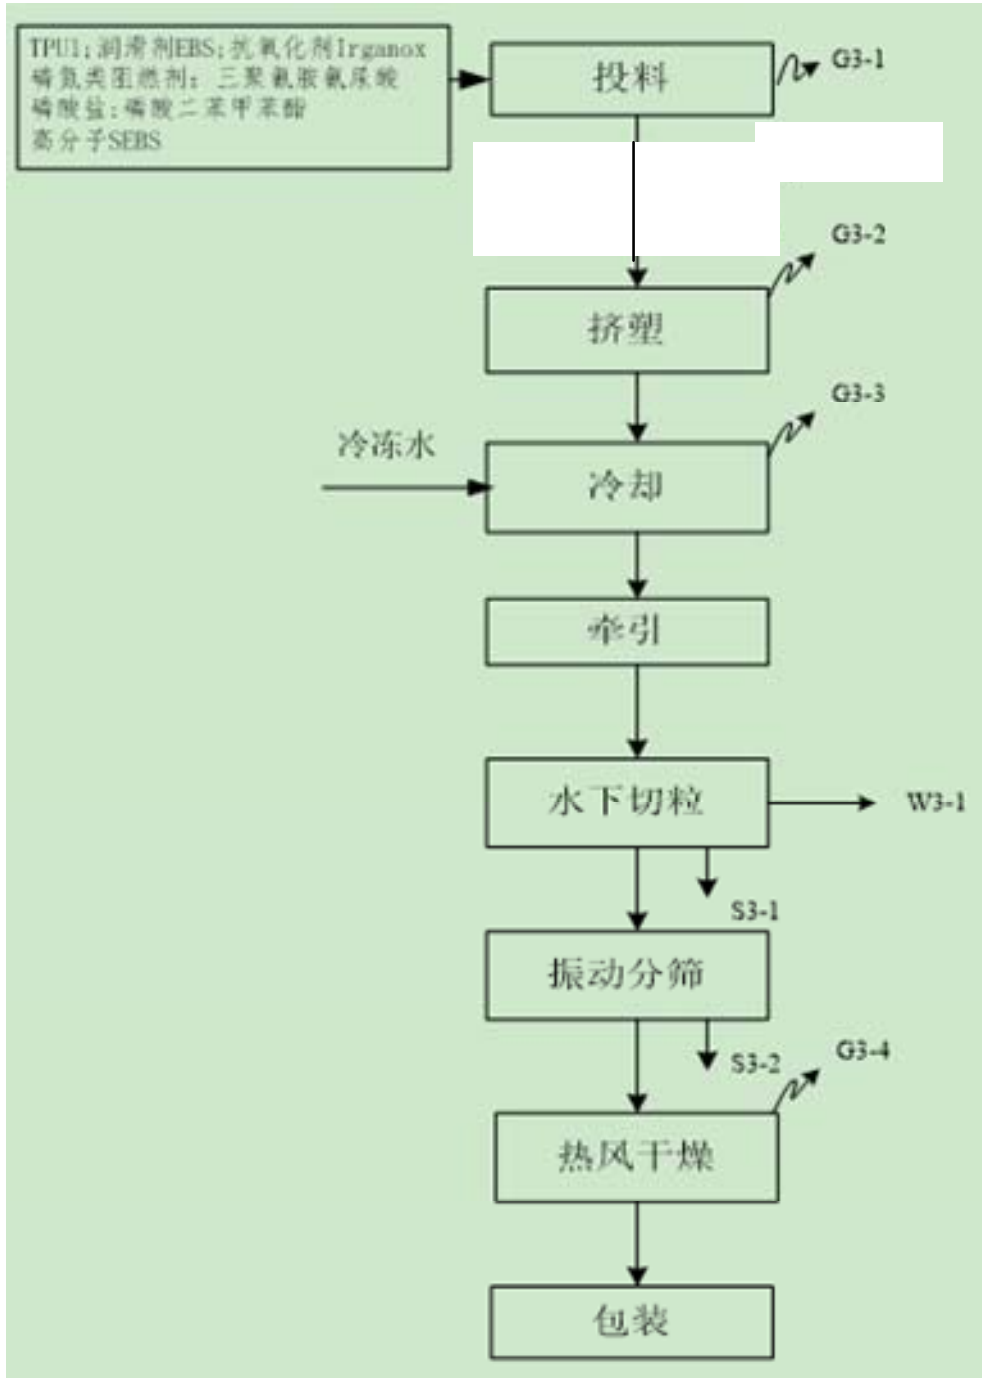 TPU1;润滑剂EBS;抗氧化剂Irganox
磷氮类阻燃剂：三聚氰胺氰尿酸
磷酸盐;磷酸二苯甲苯酯
高分子SEBS
投料
G3-1
G3-2
挤塑
G3-3
冷冻水
冷却
牵引
水下切粒
W3-1
S3-1
振动分筛
S3-2
G3-4
热风干燥
包装